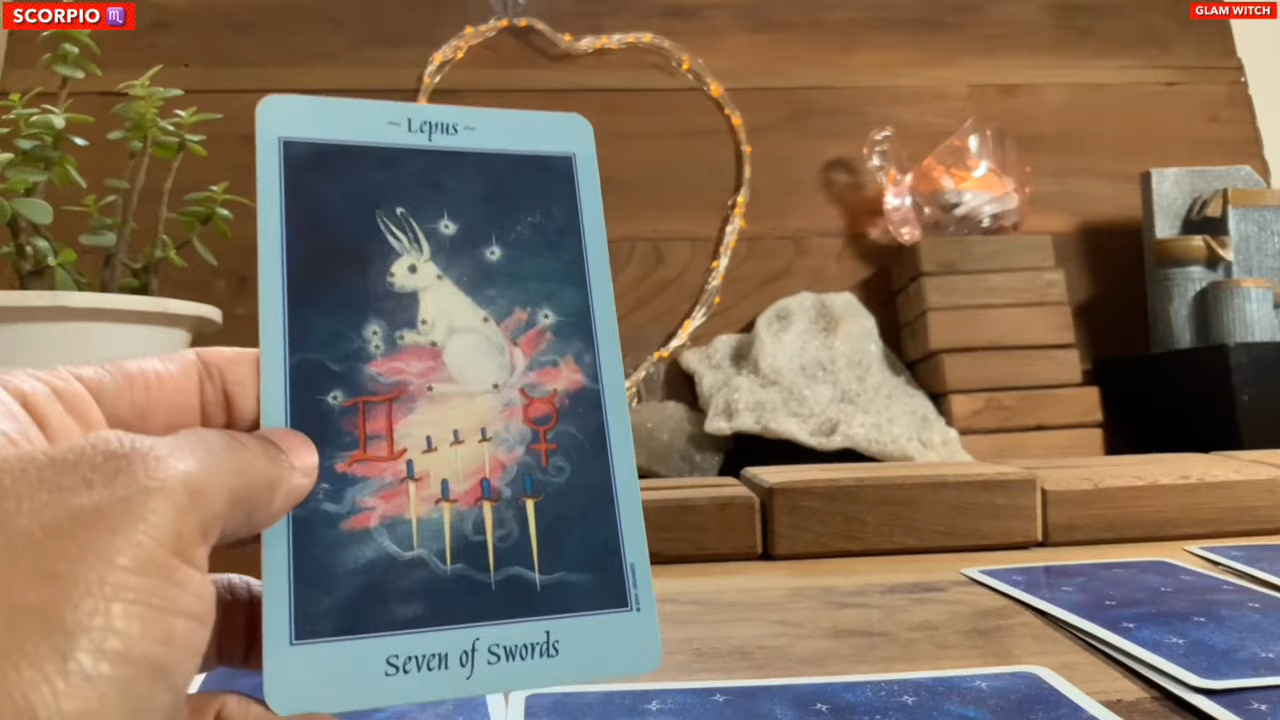 SCORPIO ♏
GLAM WITCH
~ Lepus ~
Seven of Swords